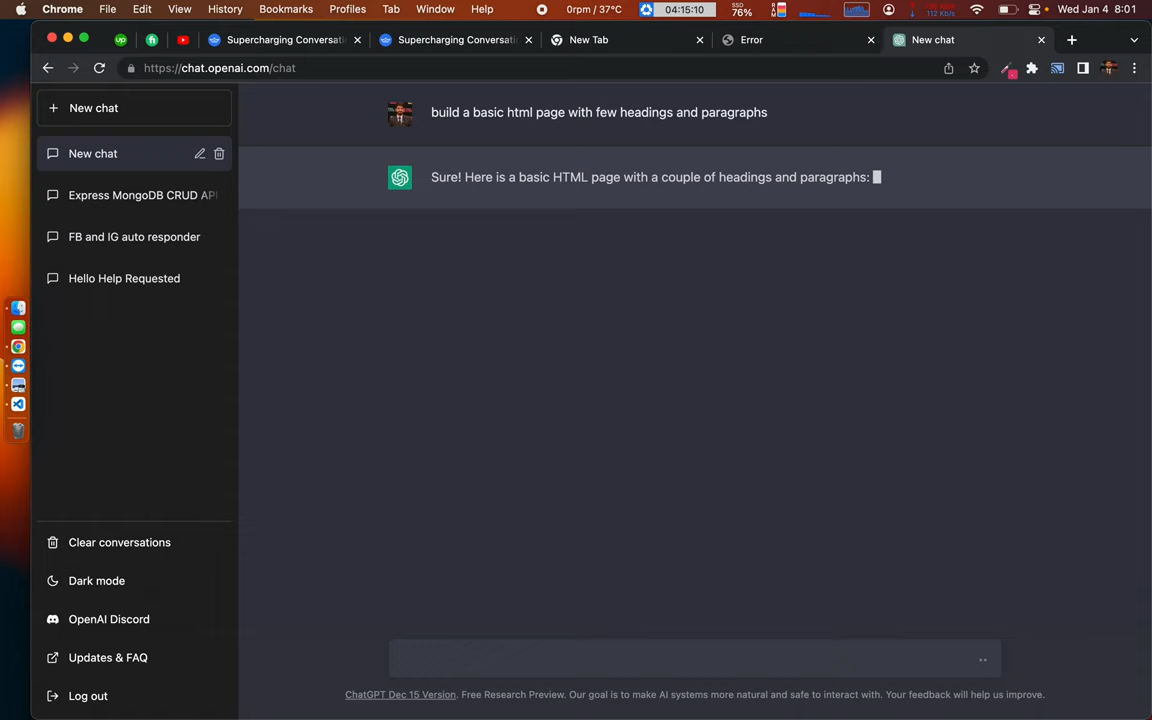 Chrome File Edit View History Bookmarks Profiles Tab Window Help 0rpm / 37°C 04:15:10 SSD 76% 112 Kb/s Wed Jan 4 8:01
up Supercharging Conversati Supercharging Conversati New Tab Error New chat
https://chat.openai.com/chat
New chat
New chat
Express MongoDB CRUD API
FB and IG auto responder
Hello Help Requested
Clear conversations
Dark mode
OpenAI Discord
Updates & FAQ
Log out
build a basic html page with few headings and paragraphs
Sure! Here is a basic HTML page with a couple of headings and paragraphs:
ChatGPT Dec 15 Version. Free Research Preview. Our goal is to make AI systems more natural and safe to interact with. Your feedback will help us improve.